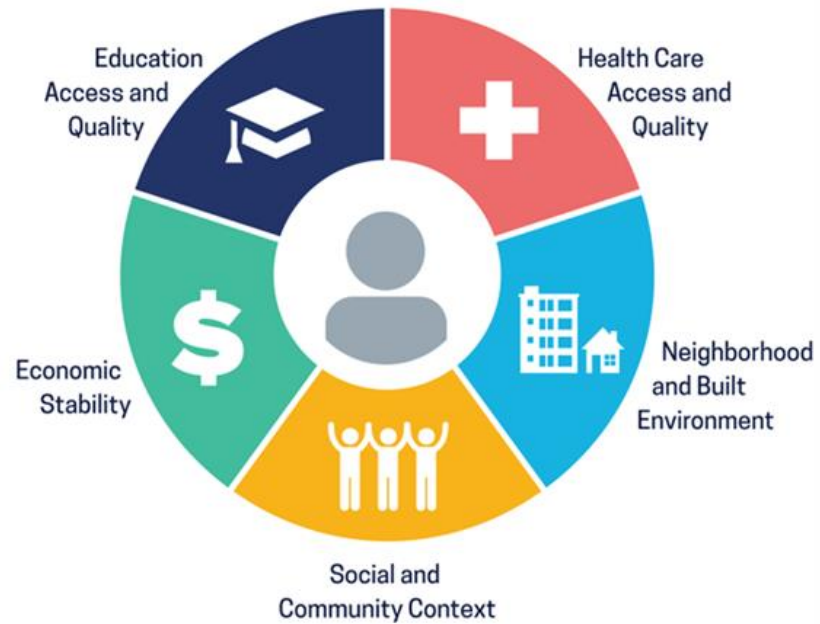 Education
Access and
Quality
Health Care
Access and
Quality
Economic
Stability
Neighborhood
and Built
Environment
Social and
Community Context